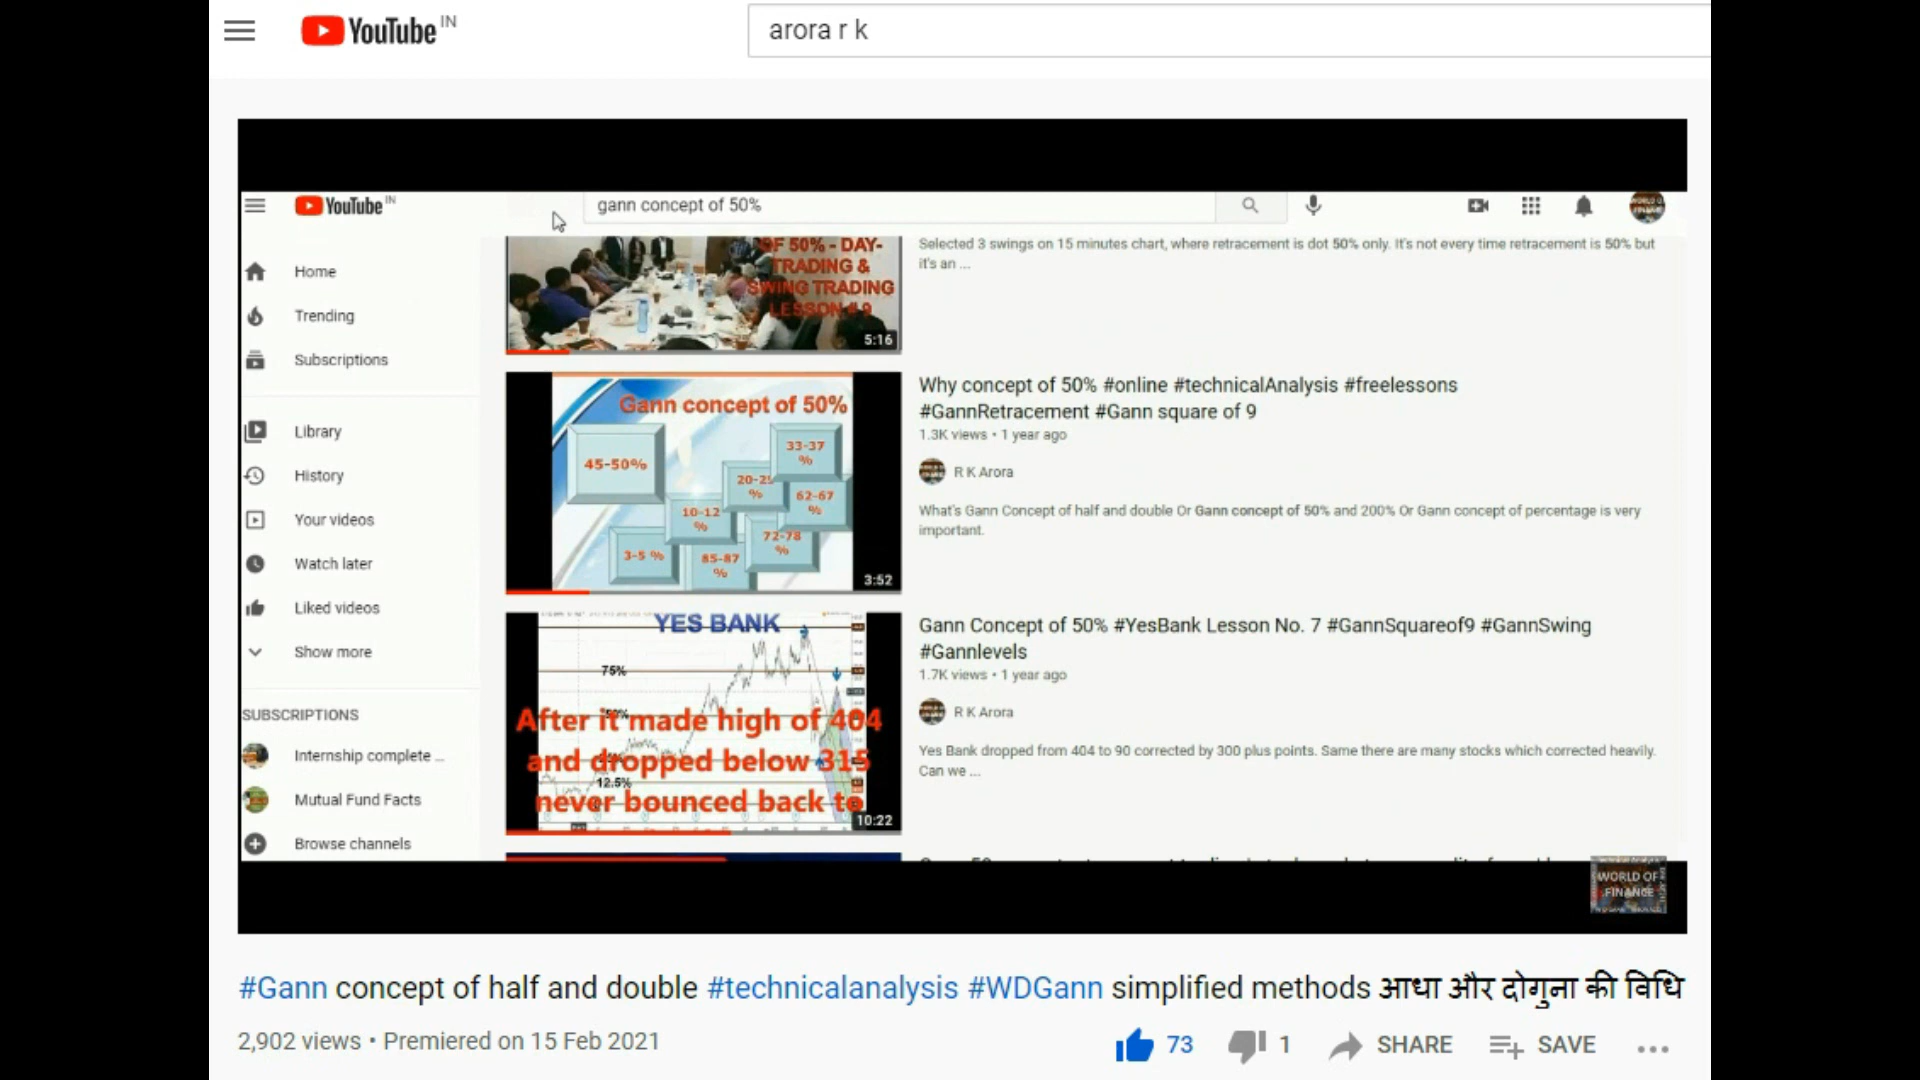 YouTube IN
arora r k
YouTube IN
gann concept of 50%
Home
Trending
Subscriptions
Library
History
Your videos
Watch later
Liked videos
Show more
SUBSCRIPTIONS
Internship complete ...
Mutual Fund Facts
Browse channels
OF 50% - DAY-
TRADING &
SWING TRADING
LESSON # 9
5:16
Selected 3 swings on 15 minutes chart, where retracement is dot 50% only. It's not every time retracement is 50% but
it's an ...
Gann concept of 50%
45-50%
33-37
%
20-25
%
62-67
%
10-12
%
72-78
%
3-5 %
85-87
%
3:52
Why concept of 50% #online #technicalAnalysis #freelessons
#GannRetracement #Gann square of 9
1.3K views • 1 year ago
R K Arora
What's Gann Concept of half and double Or Gann concept of 50% and 200% Or Gann concept of percentage is very
important.
YES BANK
75%
After it made high of 404
and dropped below 315
12.5%
never bounced back to
10:22
Gann Concept of 50% #YesBank Lesson No. 7 #GannSquareof9 #GannSwing
#Gannlevels
1.7K views • 1 year ago
R K Arora
Yes Bank dropped from 404 to 90 corrected by 300 plus points. Same there are many stocks which corrected heavily.
Can we ...
WORLD OF
FINANCE
#Gann concept of half and double #technicalanalysis #WDGann simplified methods आधा और दोगुना की विधि
2,902 views • Premiered on 15 Feb 2021
73
1
SHARE
SAVE